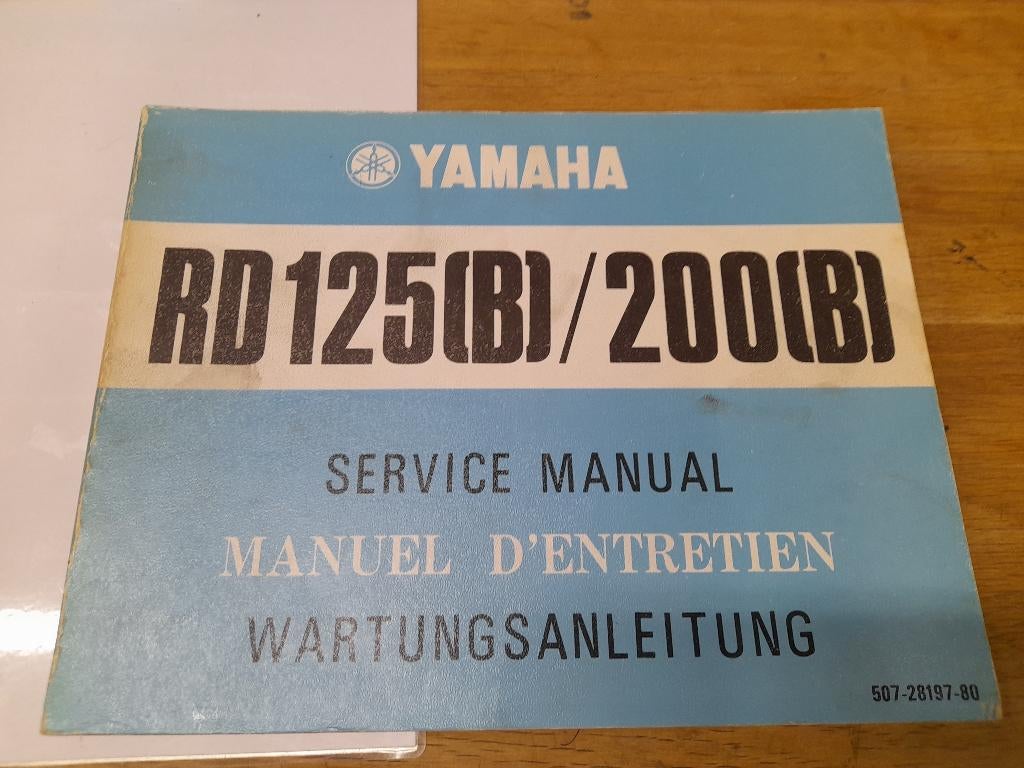 YAMAHA
RD125(B)/200(B)
SERVICE MANUAL
MANUEL D'ENTRETIEN
WARTUNGSANLEITUNG
507-28197-80